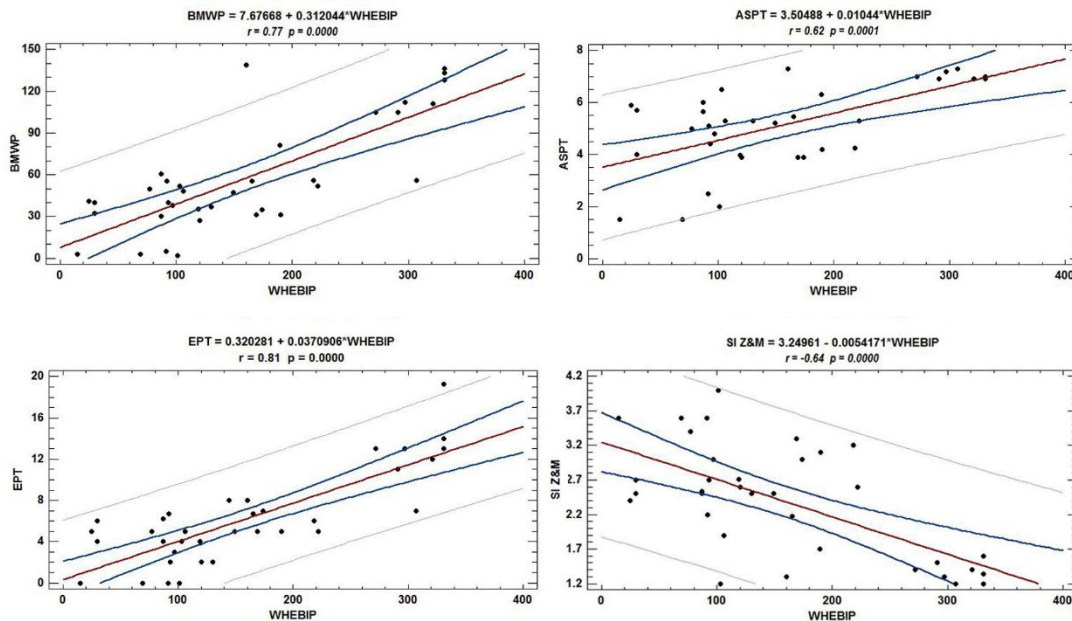 BMWP = 7.67668 + 0.312044*WHEBIP
r = 0.77 p = 0.0000
150
120
90
60
30
0
BMWP
0 100 200 300 400
WHEBIP
ASPT = 3.50488 + 0.01044*WHEBIP
r = 0.62 p = 0.0001
8
6
4
2
0
ASPT
0 100 200 300 400
WHEBIP
EPT = 0.320281 + 0.0370906*WHEBIP
r = 0.81 p = 0.0000
20
16
12
8
4
0
EPT
0 100 200 300 400
WHEBIP
SI Z&M = 3.24961 - 0.0054171*WHEBIP
r = -0.64 p = 0.0000
4.2
3.7
3.2
2.7
2.2
1.7
1.2
SI Z&M
0 100 200 300 400
WHEBIP